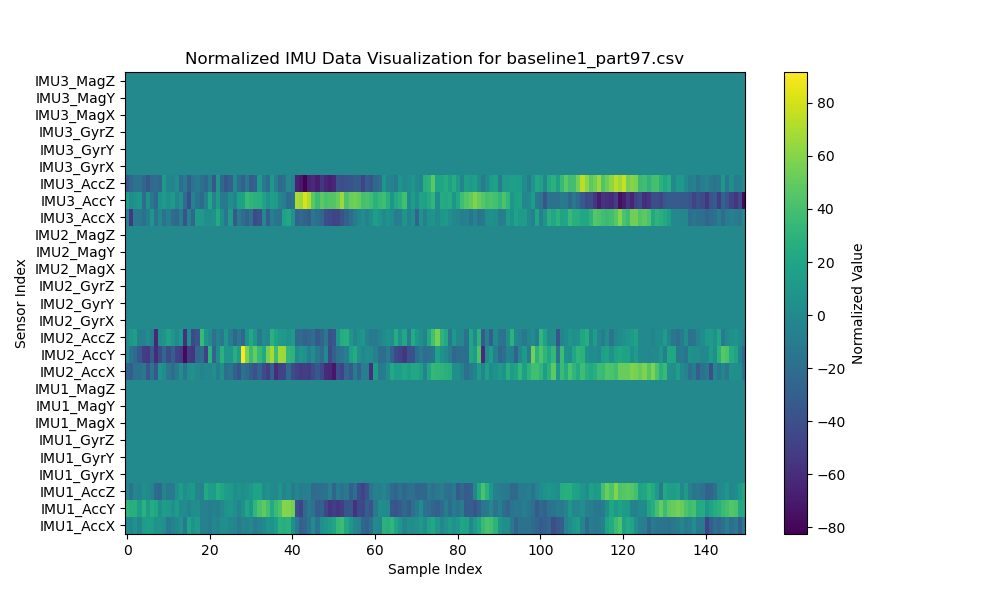 Normalized IMU Data Visualization for baseline1_part97.csv
IMU3_MagZ
IMU3_MagY
IMU3_MagX
IMU3_GyrZ
IMU3_GyrY
IMU3_GyrX
IMU3_AccZ
IMU3_AccY
IMU3_AccX
IMU2_MagZ
IMU2_MagY
IMU2_MagX
IMU2_GyrZ
IMU2_GyrY
IMU2_GyrX
IMU2_AccZ
IMU2_AccY
IMU2_AccX
IMU1_MagZ
IMU1_MagY
IMU1_MagX
IMU1_GyrZ
IMU1_GyrY
IMU1_GyrX
IMU1_AccZ
IMU1_AccY
IMU1_AccX
Sensor Index
0 20 40 60 80 100 120 140
Sample Index
80
60
40
20
0
−20
−40
−60
−80
Normalized Value